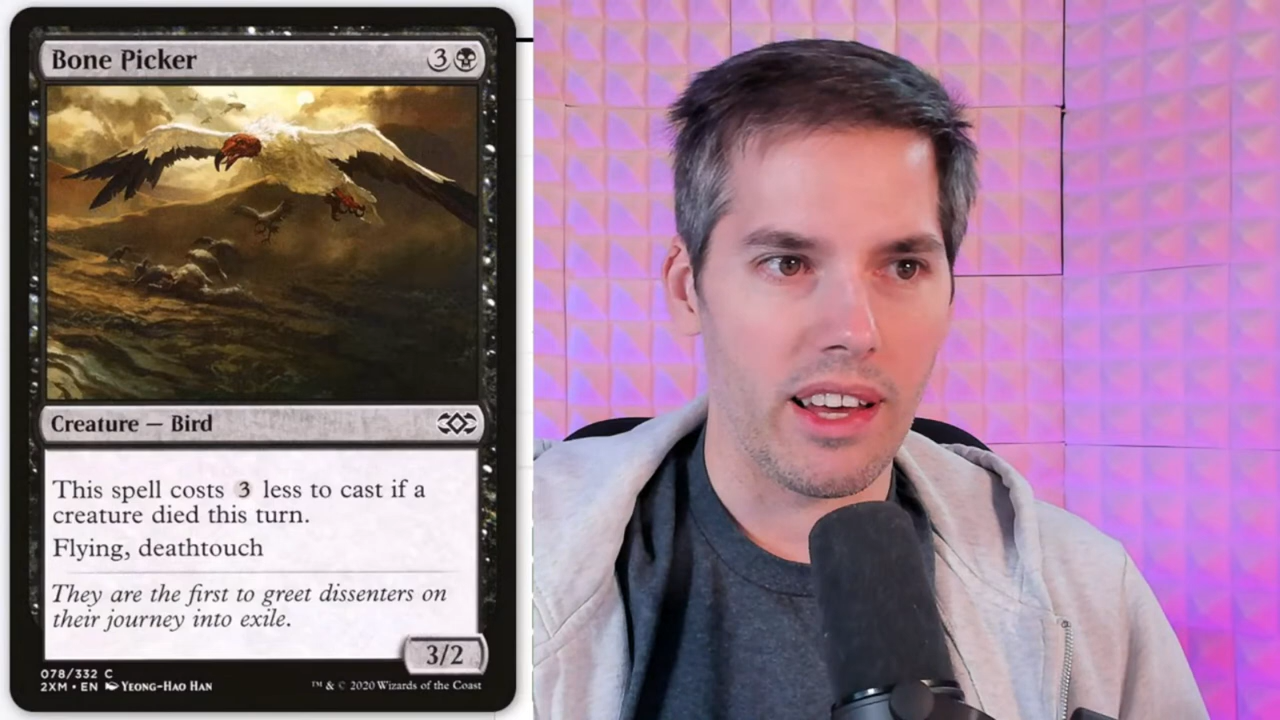 Bone Picker 3
Creature — Bird
This spell costs 3 less to cast if a
creature died this turn.
Flying, deathtouch
They are the first to greet dissenters on
their journey into exile.
3/2
078/332 C
2XM • EN Yeong-Hao Han
™ & © 2020 Wizards of the Coast